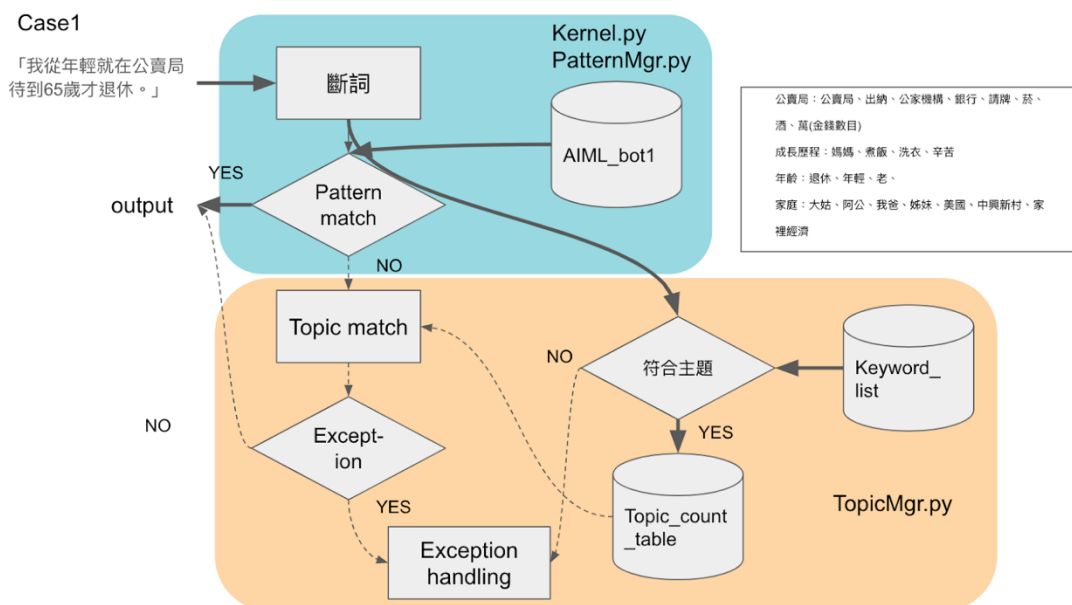 Case1
「我從年輕就在公賣局
待到65歲才退休。」
斷詞
Kernel.py
PatternMgr.py
AIML_bot1
YES
output
Pattern
match
NO
公賣局：公賣局、出納、公家機構、銀行、請牌、菸、
酒、萬(金錢數目)
成長歷程：媽媽、煮飯、洗衣、辛苦
年齡：退休、年輕、老、
家庭：大姑、阿公、我爸、姊妹、美國、中興新村、家
裡經濟
Topic match
NO
符合主題
Keyword_
list
NO
Except-
ion
YES
YES
Topic_count
_table
TopicMgr.py
Exception
handling